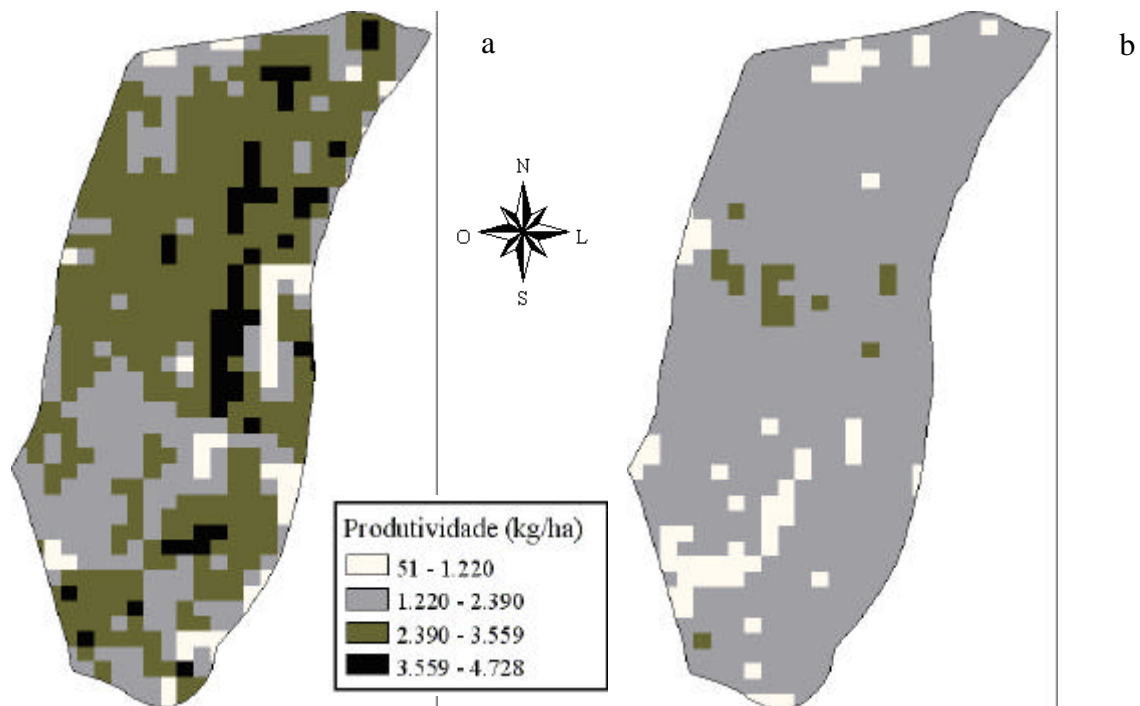 a
b
N
O
L
S
Produtividade (kg/ha)
51 - 1.220
1.220 - 2.390
2.390 - 3.559
3.559 - 4.728